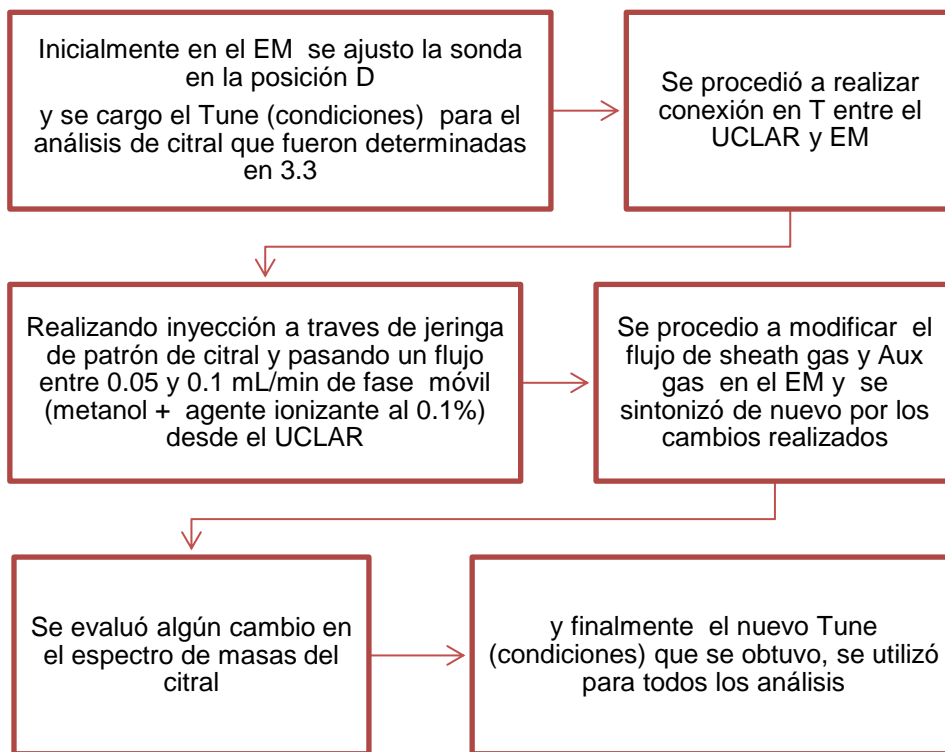 Inicialmente en el EM  se ajusto la sonda
en la posición D
y se cargo el Tune (condiciones)  para el
análisis de citral que fueron determinadas
en 3.3
Se procedió a realizar
conexión en T entre el
UCLAR y EM
Realizando inyección a traves de jeringa
de patrón de citral y pasando un flujo
entre 0.05 y 0.1 mL/min de fase  móvil
(metanol +  agente ionizante al 0.1%)
desde el UCLAR
Se procedio a modificar  el
flujo de sheath gas y Aux
gas  en el EM y  se
sintonizó de nuevo por los
cambios realizados
Se evaluó algún cambio en
el espectro de masas del
citral
y finalmente  el nuevo Tune
(condiciones) que se obtuvo, se utilizó
para todos los análisis